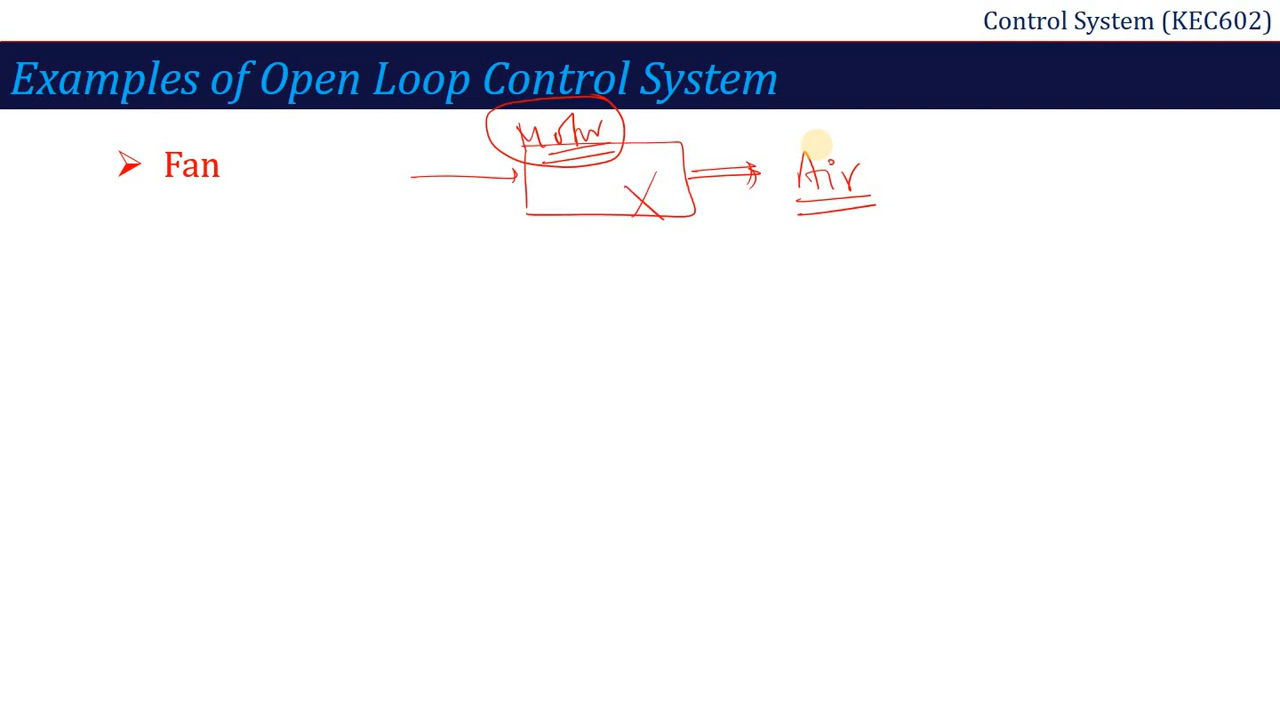 Control System (KEC602)
Examples of Open Loop Control System
Motor
Fan
Air